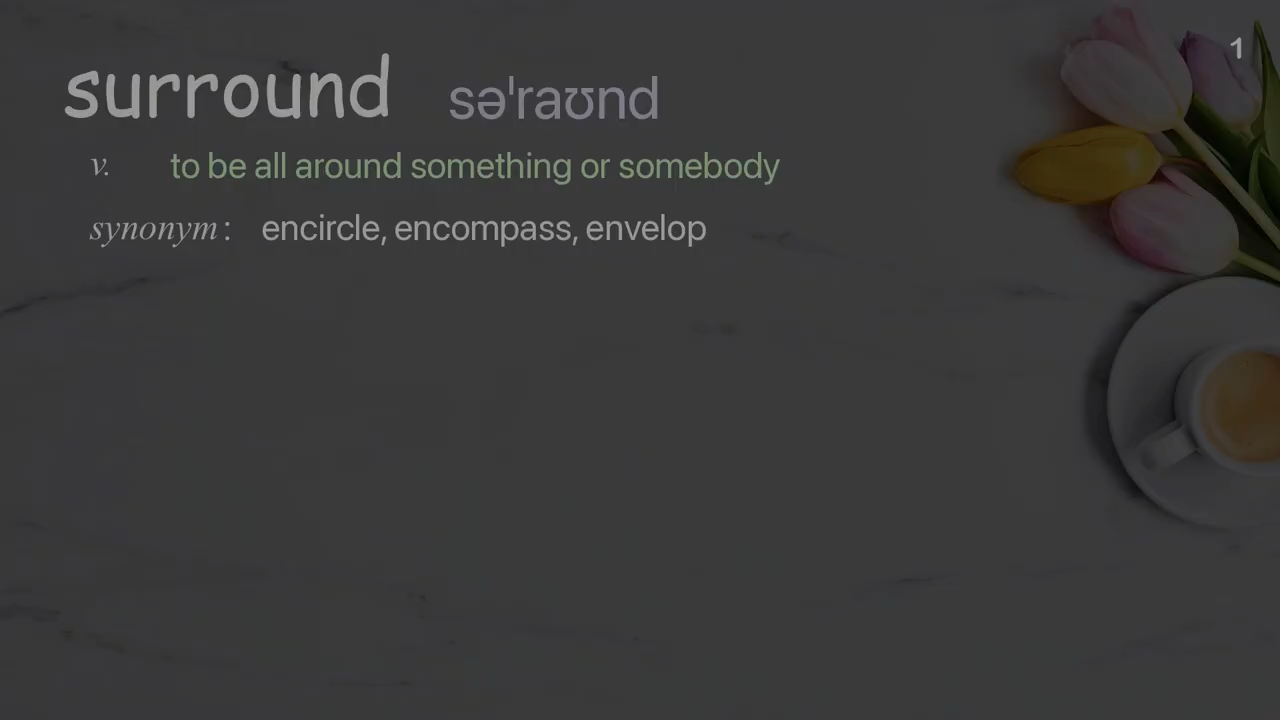 1
surround səˈraʊnd
v. to be all around something or somebody
synonym : encircle, encompass, envelop